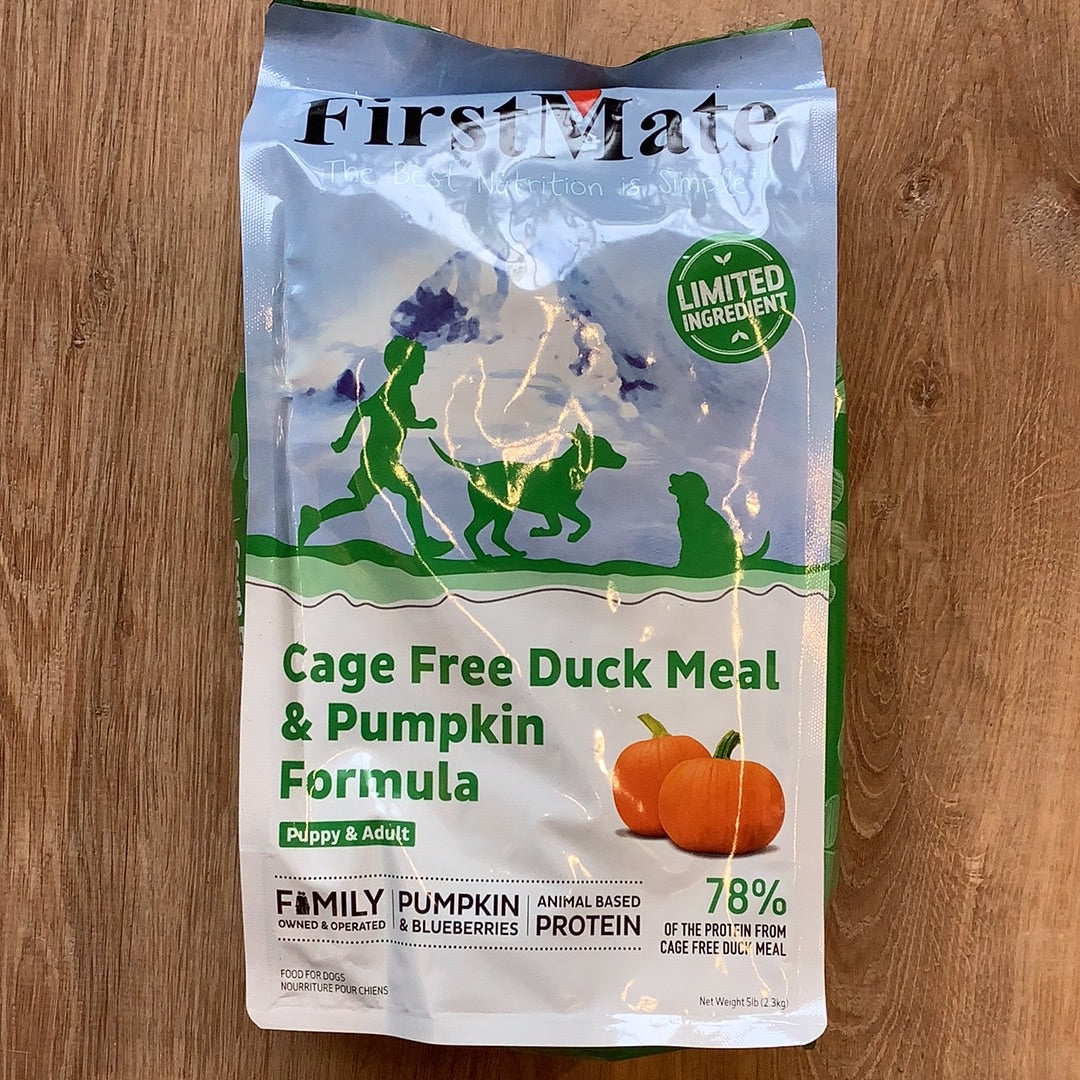 FirstMate
The Best Nutrition is Simple
LIMITED
INGREDIENT
Cage Free Duck Meal
& Pumpkin
Formula
Puppy & Adult
FAMILY
OWNED & OPERATED
PUMPKIN
& BLUEBERRIES
ANIMAL BASED
PROTEIN
78%
OF THE PROTEIN FROM
CAGE FREE DUCK MEAL
FOOD FOR DOGS
NOURRITURE POUR CHIENS
Net Weight 5lb (2.3kg)